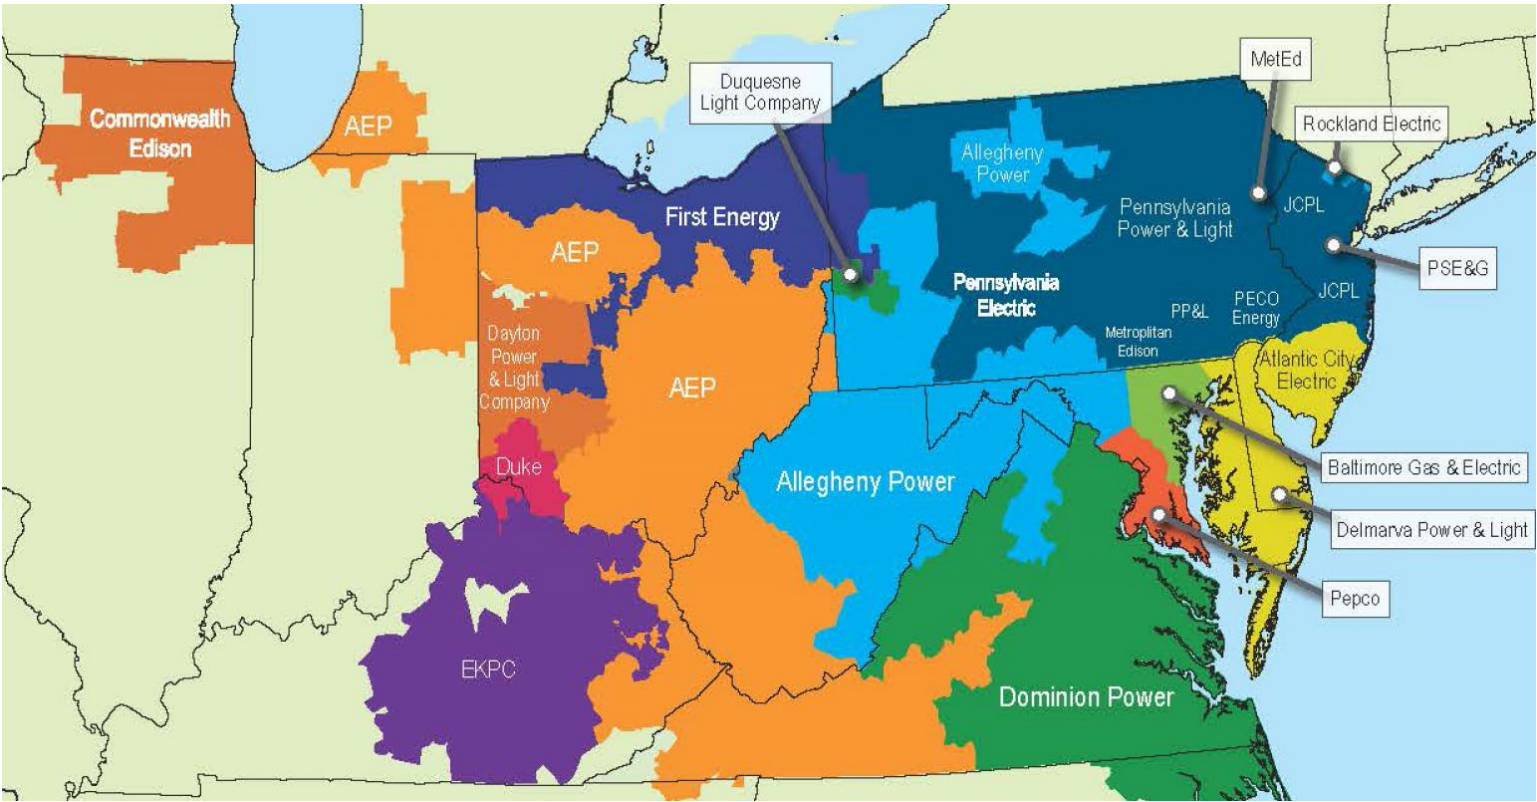 Commonwealth
Edison
AEP
Duquesne
Light Company
MetEd
Rockland Electric
Allegheny
Power
First Energy
Pennsylvania
Power & Light
JCPL
AEP
PSE&G
Pennsylvania
Electric
JCPL
PECO
Energy
PP&L
Metroplitan
Edison
Dayton
Power
& Light
Company
AEP
Atlantic City
Electric
Duke
Allegheny Power
Baltimore Gas & Electric
Delmarva Power & Light
Pepco
EKPC
Dominion Power